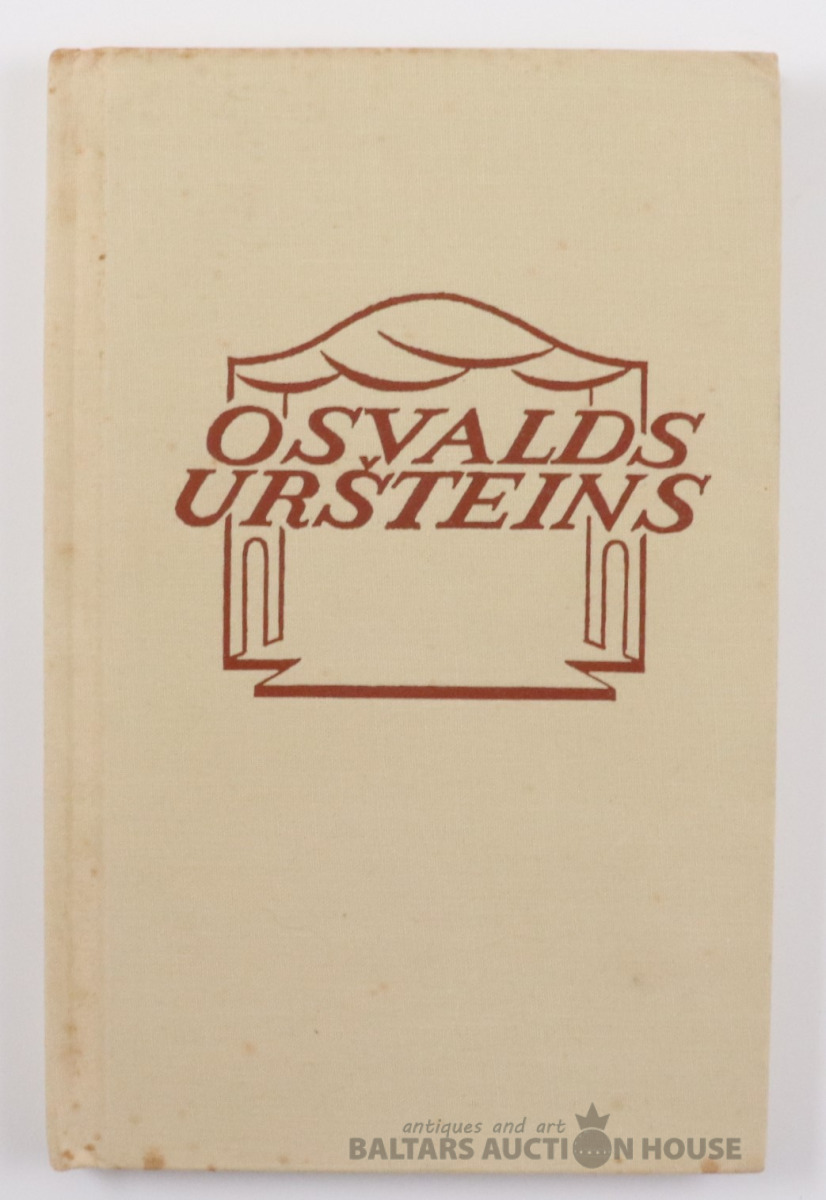 OSVALDS
URŠTEINS
antiques and art
BALTARS AUCTION HOUSE